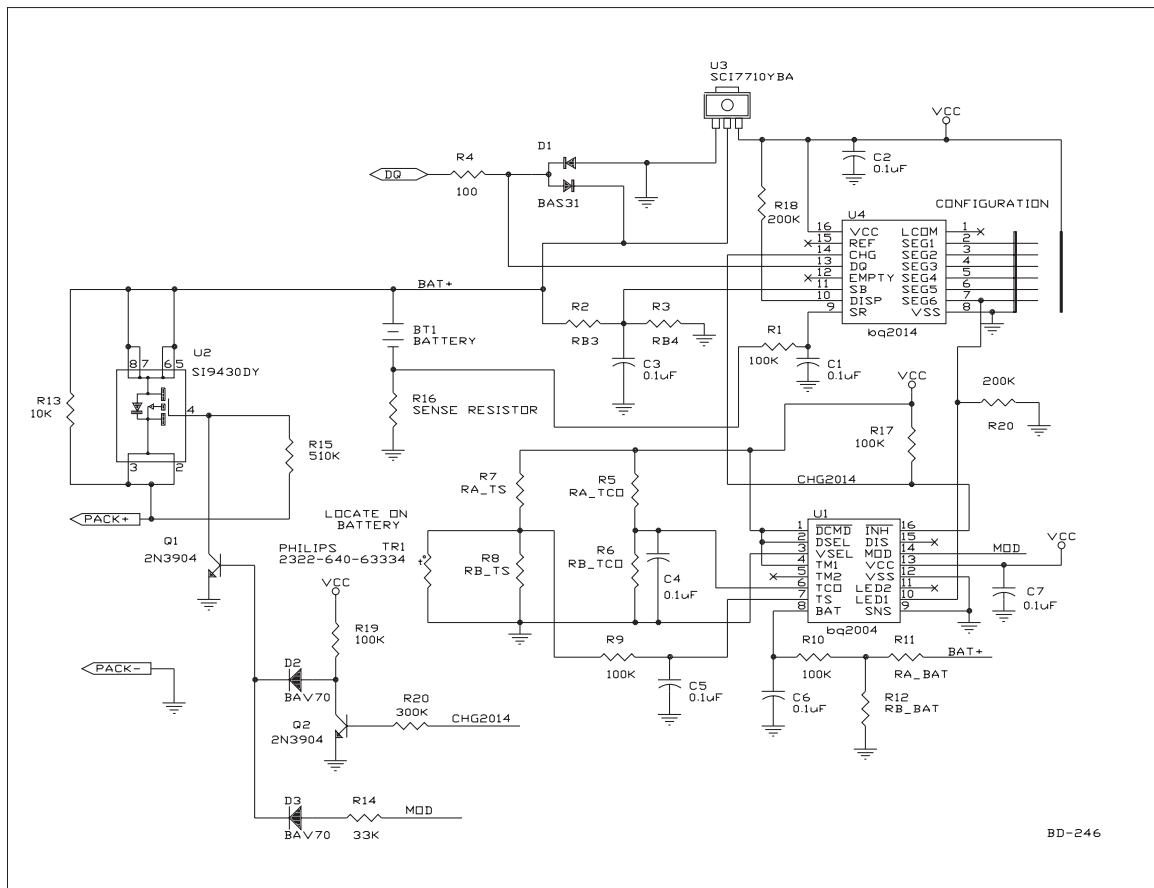 U3
SCI7710YBA
VCC
D1
C2
0.1uF
R4
DQ
100
BAS31
R18
200K
CONFIGURATION
U4
16 VCC LCOM 1
15 REF SEG1 2
14 CHG SEG2 3
13 DQ SEG3 4
12 EMPTY SEG4 5
11 SB SEG5 6
10 DISP SEG6 7
9 SR VSS 8
bq2014
BAT+
R2
RB3
R3
RB4
BT1
BATTERY
C3
0.1uF
R1
100K
C1
0.1uF
U2
SI9430DY
8 7 6 5
4
3 2
R13
10K
R16
SENSE RESISTOR
VCC
200K
R20
R17
100K
R15
510K
R7
RA_TS
R5
RA_TCO
CHG2014
PACK+
LOCATE ON
BATTERY
Q1
2N3904
PHILIPS
2322-640-63334
TR1
t°
R8
RB_TS
R6
RB_TCO
C4
0.1uF
U1
1 DCMD INH 16
2 DSEL DIS 15
3 VSEL MOD 14
4 TM1 VCC 13
5 TM2 VSS 12
6 TCO LED2 11
7 TS LED1 10
8 BAT SNS 9
bq2004
MOD
VCC
C7
0.1uF
VCC
R19
100K
R9
100K
C5
0.1uF
R10
100K
R11
RA_BAT
BAT+
C6
0.1uF
R12
RB_BAT
PACK-
D2
BAV70
Q2
2N3904
R20
300K
CHG2014
D3
BAV70
R14
33K
MOD
BD-246